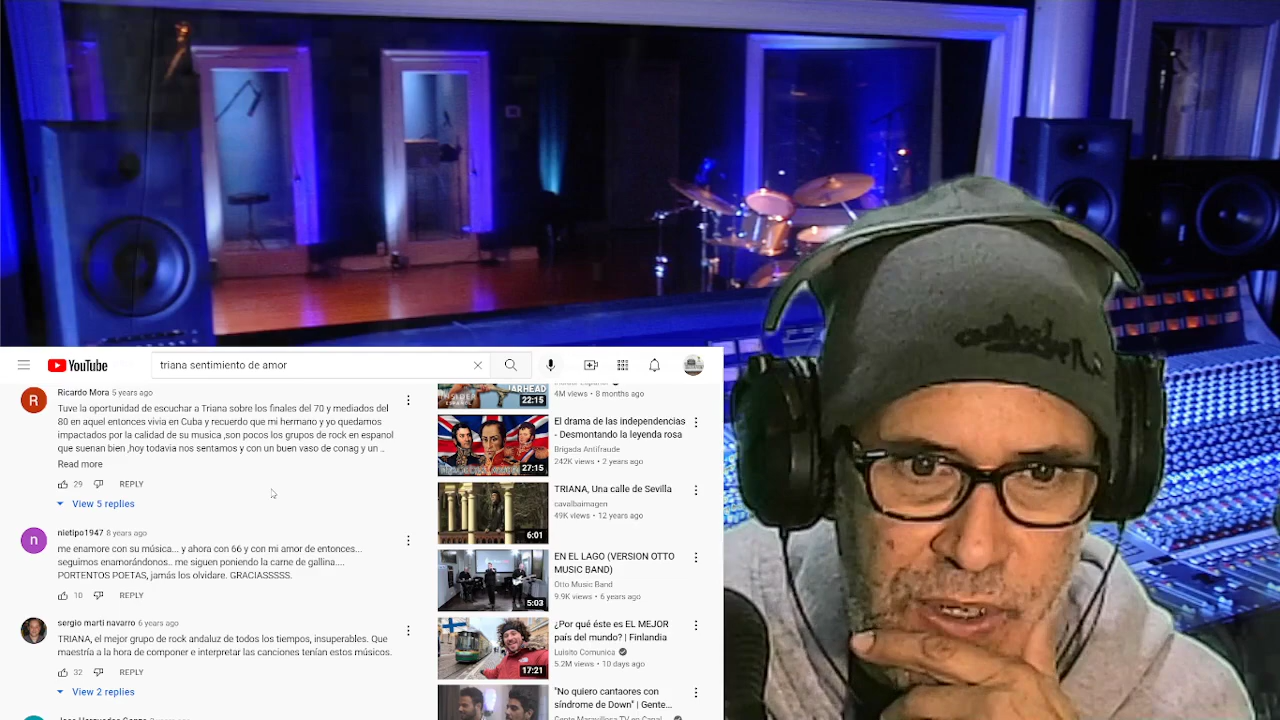 YouTube
triana sentimiento de amor
R
Ricardo Mora 5 years ago
Tuve la oportunidad de escuchar a Triana sobre los finales del 70 y mediados del
80 en aquel entonces vivia en Cuba y recuerdo que mi hermano y yo quedamos
impactados por la calidad de su musica ,son pocos los grupos de rock en espanol
que suenan bien ,hoy todavia nos sentamos y con un buen vaso de conag y un ..
Read more
29 REPLY
View 5 replies
n
nietipo1947 8 years ago
me enamore con su música... y ahora con 66 y con mi amor de entonces...
seguimos enamorándonos.. me siguen poniendo la carne de gallina....
PORTENTOS POETAS, jamás los olvidare. GRACIASSSSS.
10 REPLY
sergio marti navarro 6 years ago
TRIANA, el mejor grupo de rock andaluz de todos los tiempos, insuperables. Que
maestría a la hora de componer e interpretar las canciones tenían estos músicos.
32 REPLY
View 2 replies
JARHEAD
22:15
4M views • 8 months ago
27:15
El drama de las independencias
- Desmontando la leyenda rosa
Brigada Antifraude
242K views • 2 years ago
6:01
TRIANA, Una calle de Sevilla
cavalbaimagen
49K views • 12 years ago
5:03
EN EL LAGO (VERSION OTTO
MUSIC BAND)
Otto Music Band
9.9K views • 6 years ago
17:21
¿Por qué éste es EL MEJOR
país del mundo? | Finlandia
Luisito Comunica
5.2M views • 10 days ago
"No quiero cantaores con
síndrome de Down" | Gente...